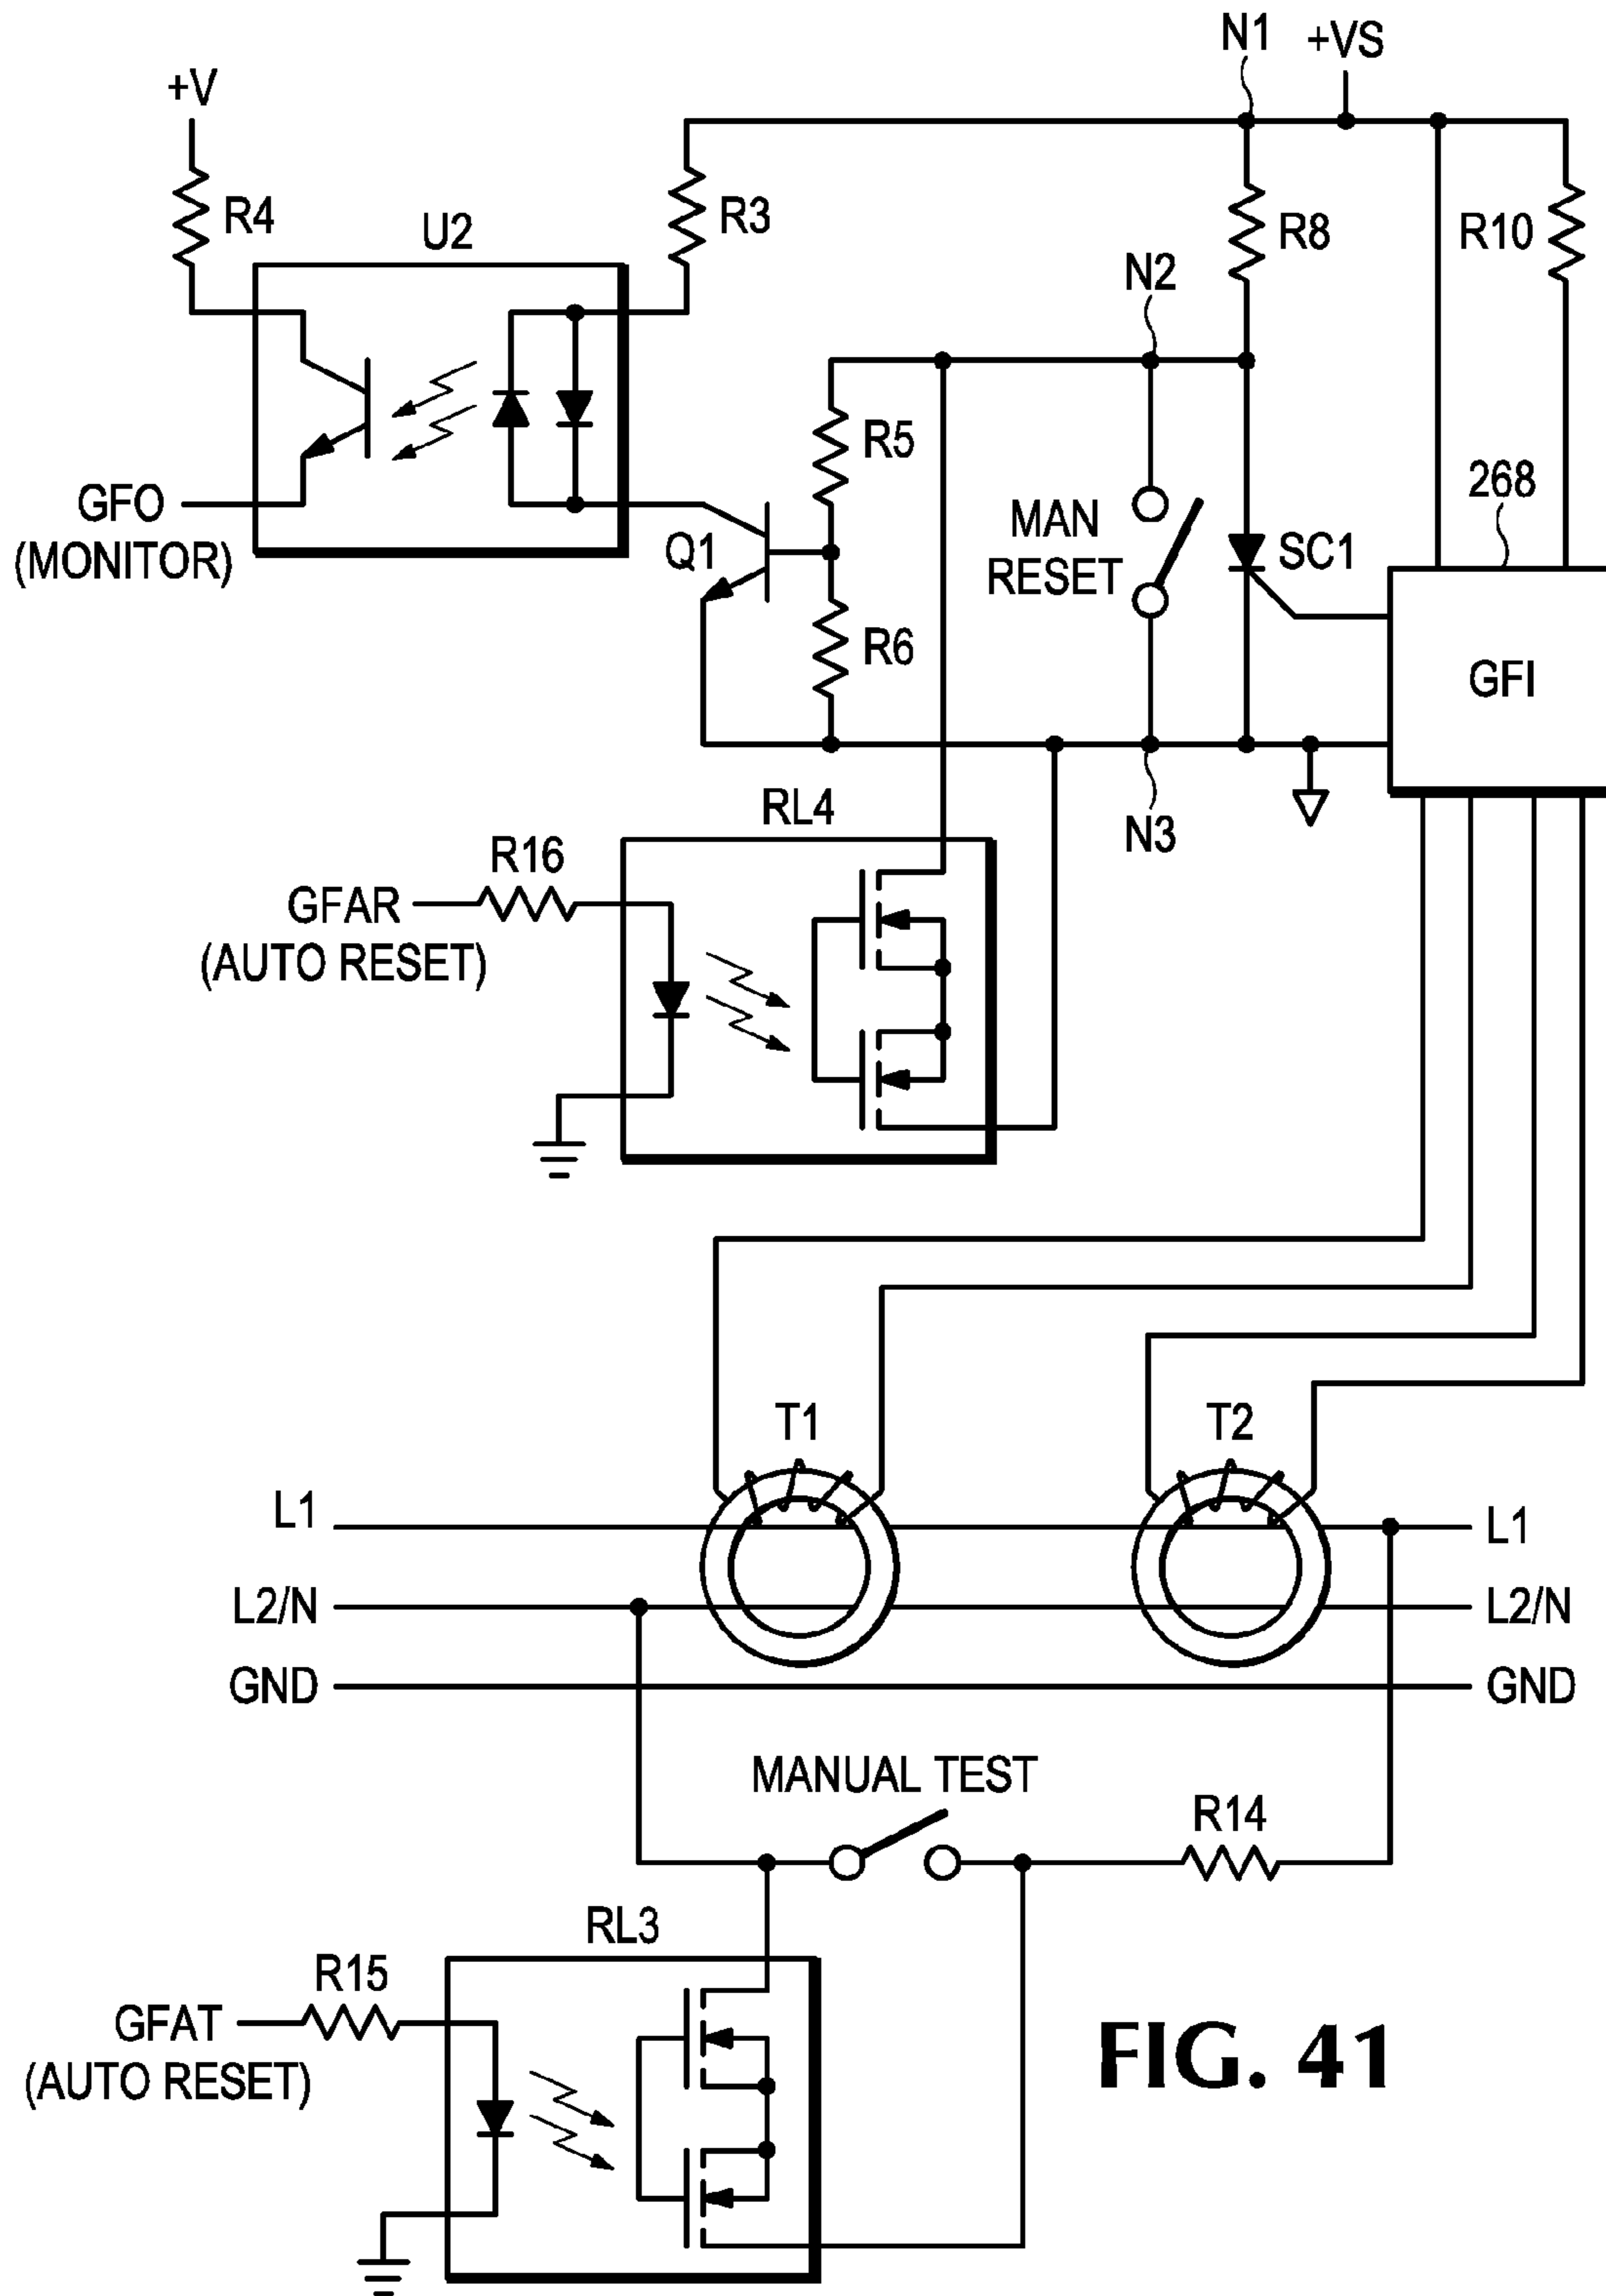 N1
+VS
+V
R4
U2
R3
R8
R10
N2
R5
268
GFO
(MONITOR)
Q1
MAN
RESET
SC1
R6
GFI
RL4
N3
R16
GFAR
(AUTO RESET)
T1
T2
L1
L1
L2/N
L2/N
GND
GND
MANUAL TEST
R14
RL3
R15
GFAT
(AUTO RESET)
FIG. 41